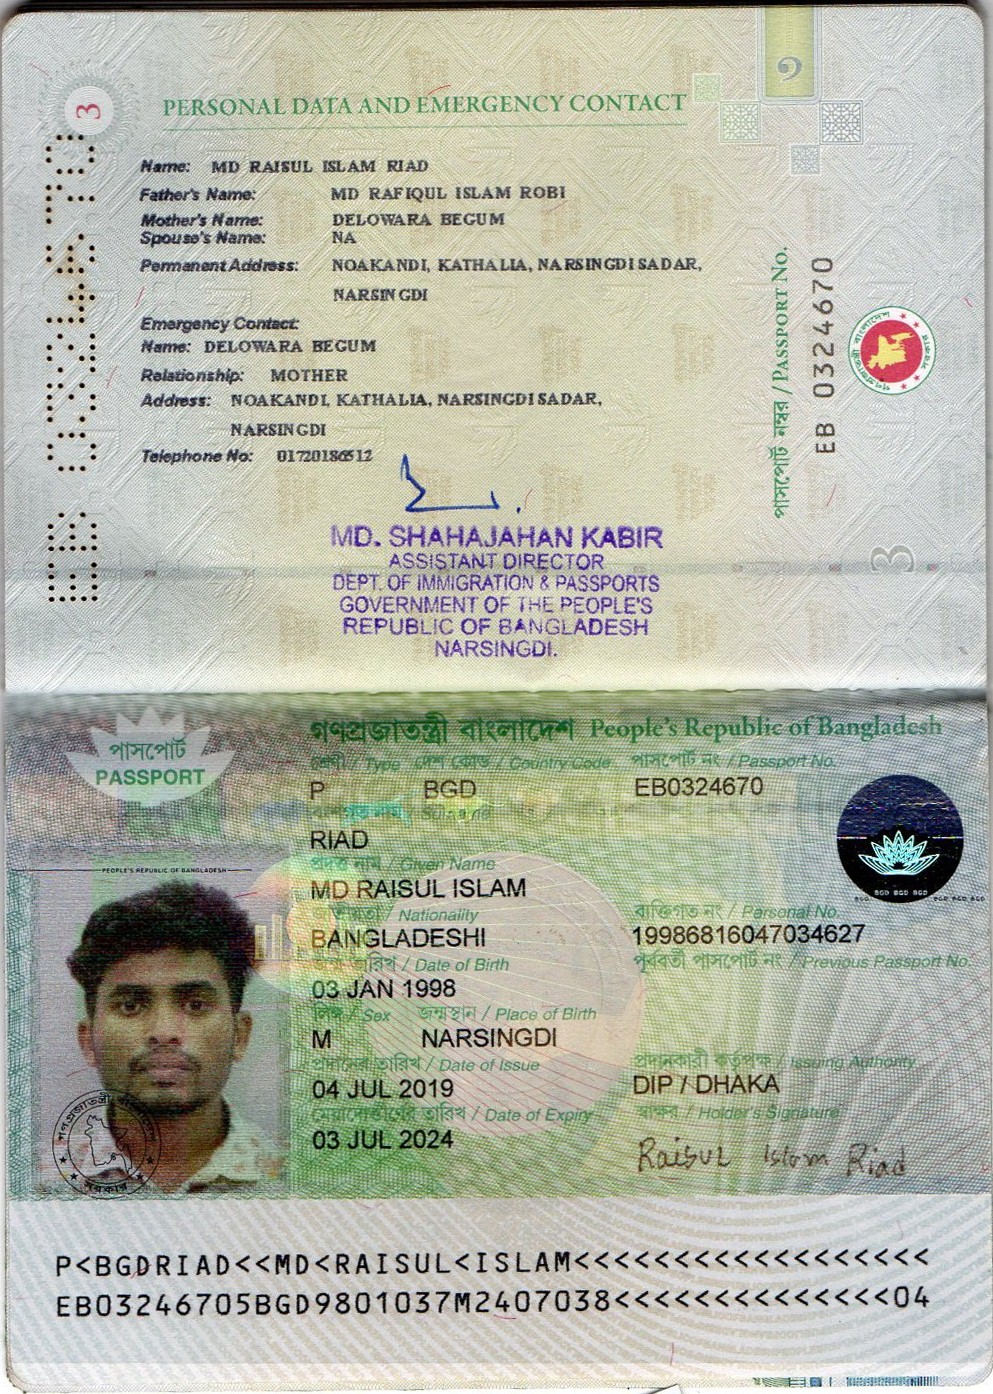 3
PERSONAL DATA AND EMERGENCY CONTACT
Name: MD RAISUL ISLAM RIAD
Father's Name: MD RAFIQUL ISLAM ROBI
Mother's Name: DELOWARA BEGUM
Spouse's Name: NA
Permanent Address: NOAKANDI, KATHALIA, NARSINGDI SADAR,
NARSINGDI
Emergency Contact:
Name: DELOWARA BEGUM
Relationship: MOTHER
Address: NOAKANDI, KATHALIA, NARSINGDI SADAR,
NARSINGDI
Telephone No:
EB 0324670
পাসপোর্ট নম্বর / PASSPORT No.
EB 0324670
3
MD. SHAHAJAHAN KABIR
ASSISTANT DIRECTOR
DEPT. OF IMMIGRATION & PASSPORTS
GOVERNMENT OF THE PEOPLE'S
REPUBLIC OF BANGLADESH
NARSINGDI.
গণপ্রজাতন্ত্রী বাংলাদেশ People's Republic of Bangladesh
পাসপোর্ট
PASSPORT
শ্রেণী / Type দেশ কোড / Country Code পাসপোর্ট নং / Passport No.
P BGD EB0324670
RIAD
প্রদত্ত নাম / Given Name
MD RAISUL ISLAM
জাতীয়তা / Nationality ব্যক্তিগত নং / Personal No.
BANGLADESHI 19986816047034627
জন্ম তারিখ / Date of Birth পূর্ববর্তী পাসপোর্ট নং / Previous Passport No.
03 JAN 1998
লিঙ্গ / Sex জন্মস্থান / Place of Birth
M NARSINGDI
প্রদানের তারিখ / Date of Issue প্রদানকারী কর্তৃপক্ষ / Issuing Authority
04 JUL 2019 DIP / DHAKA
মেয়াদোত্তীর্ণের তারিখ / Date of Expiry স্বাক্ষর / Holder's Signature
03 JUL 2024
Raisul Islam Riad
PEOPLE'S REPUBLIC OF BANGLADESH
BGD BGD BGD
P<BGDRIAD<<MD<RAISUL<ISLAM<<<<<<<<<<<<<<<<<<
EB03246705BGD9801037M2407038<<<<<<<<<<<<<<04